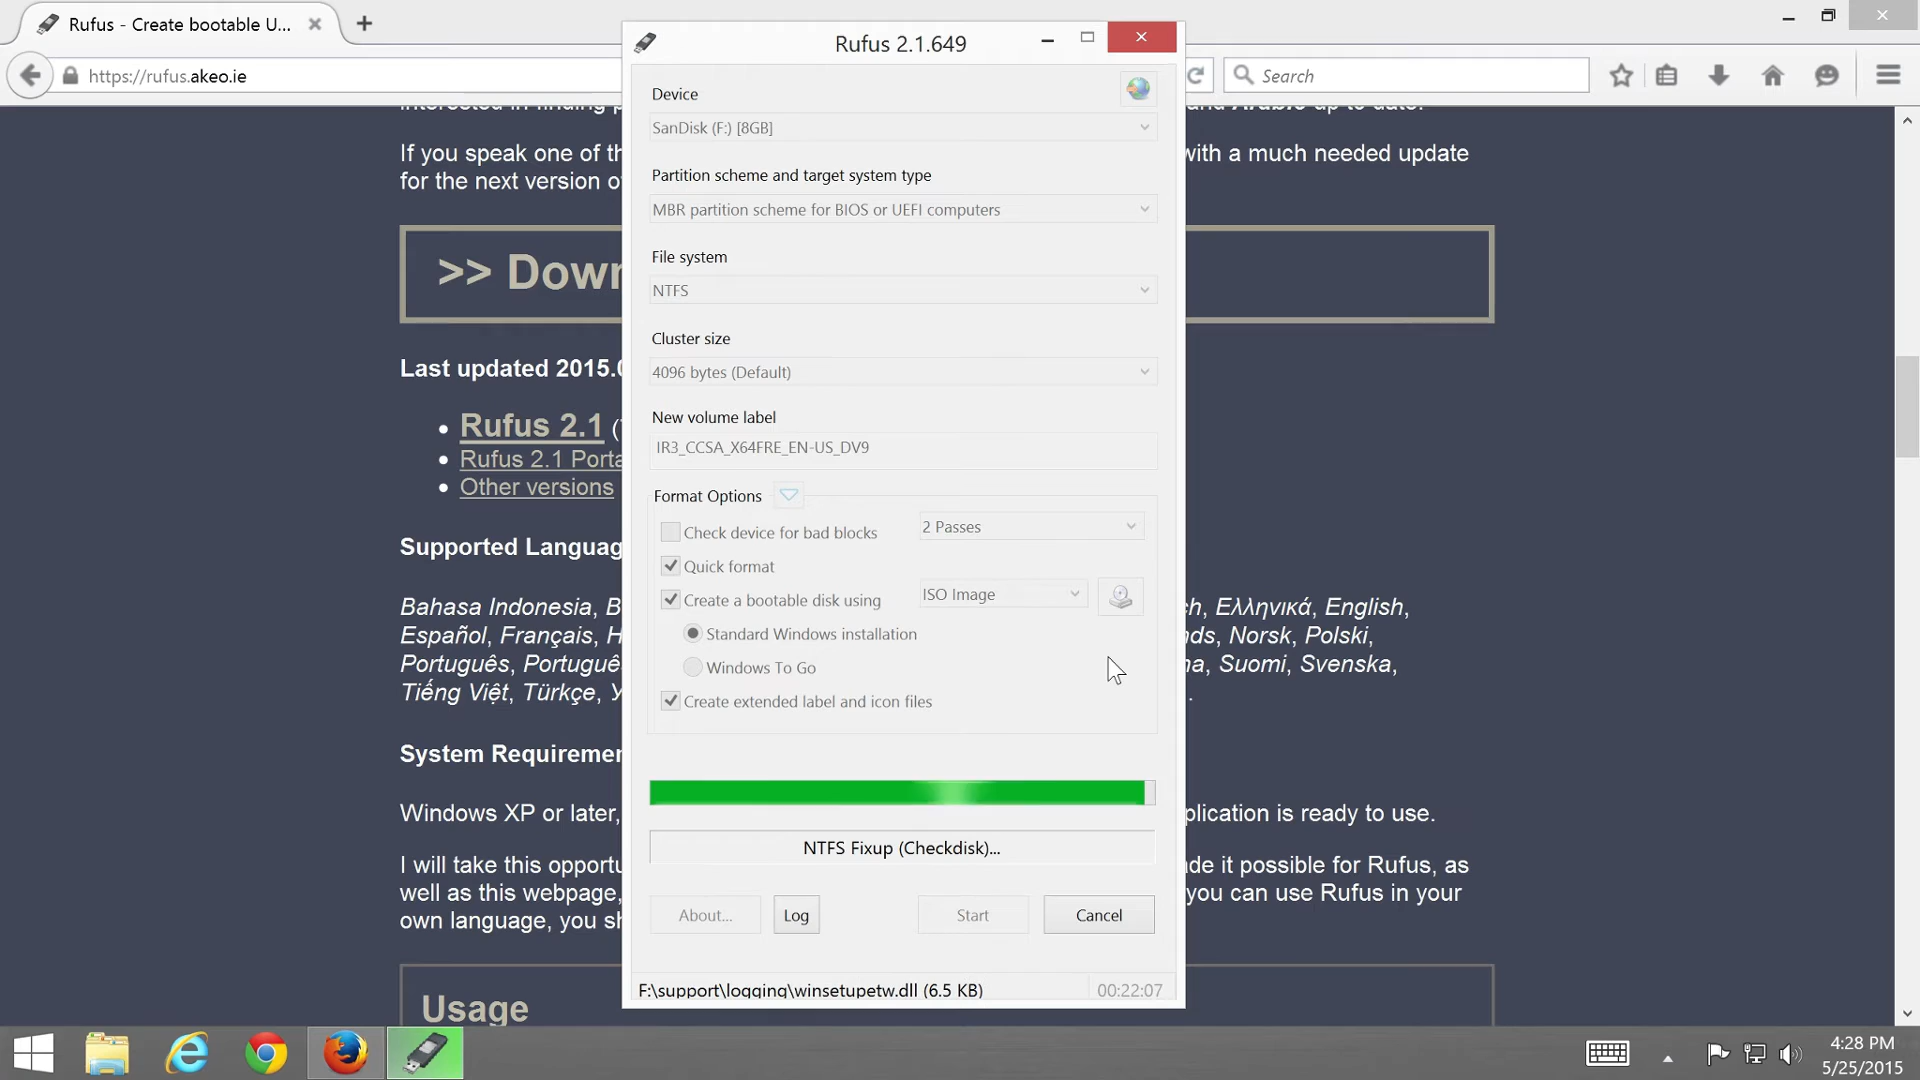 Rufus - Create bootable U...
https://rufus.akeo.ie
Search
Rufus 2.1.649
Device
SanDisk (F:) [8GB]
Partition scheme and target system type
MBR partition scheme for BIOS or UEFI computers
File system
NTFS
Cluster size
4096 bytes (Default)
New volume label
IR3_CCSA_X64FRE_EN-US_DV9
Format Options
Check device for bad blocks
2 Passes
Quick format
Create a bootable disk using
ISO Image
Standard Windows installation
Windows To Go
Create extended label and icon files
NTFS Fixup (Checkdisk)...
About...
Log
Start
Cancel
F:\support\logging\winsetupetw.dll (6.5 KB)
00:22:07
interested in finding up to date.
If you speak one of with a much needed update
for the next version
>> Down
Last updated 2015.0
Rufus 2.1
Rufus 2.1 Porta
Other versions
Supported Languag
Bahasa Indonesia, Ελληνικά, English,
Español, Français, Norsk, Polski,
Português, Suomi, Svenska,
Tiếng Việt, Türkçe,
System Requiremen
Windows XP or later, is ready to use.
I will take this made it possible for Rufus, as
well as this webpage, you can use Rufus in your
own language, you
Usage
4:28 PM
5/25/2015